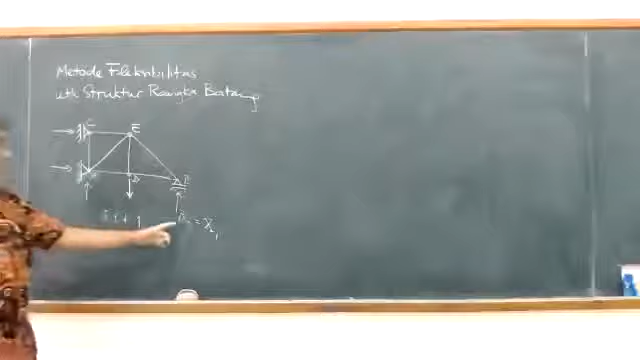 Metode Fleksibilitas
utk Struktur Rangka Batang
C
E
D
B
= X₁